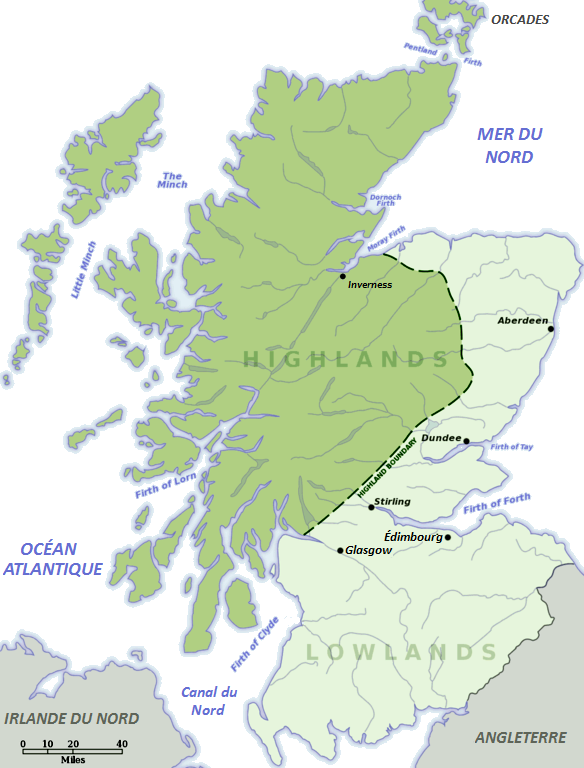 ORCADES
Pentland
Firth
MER DU
NORD
The
Minch
Dornoch
Firth
Moray Firth
Little Minch
Inverness
Aberdeen
HIGHLANDS
Dundee
HIGHLAND BOUNDARY
Firth of Tay
Firth of Lorn
Stirling
Firth of Forth
Édimbourg
Glasgow
OCÉAN
ATLANTIQUE
Firth of Clyde
LOWLANDS
Canal du
Nord
IRLANDE DU NORD
ANGLETERRE
0 10 20 40
Miles